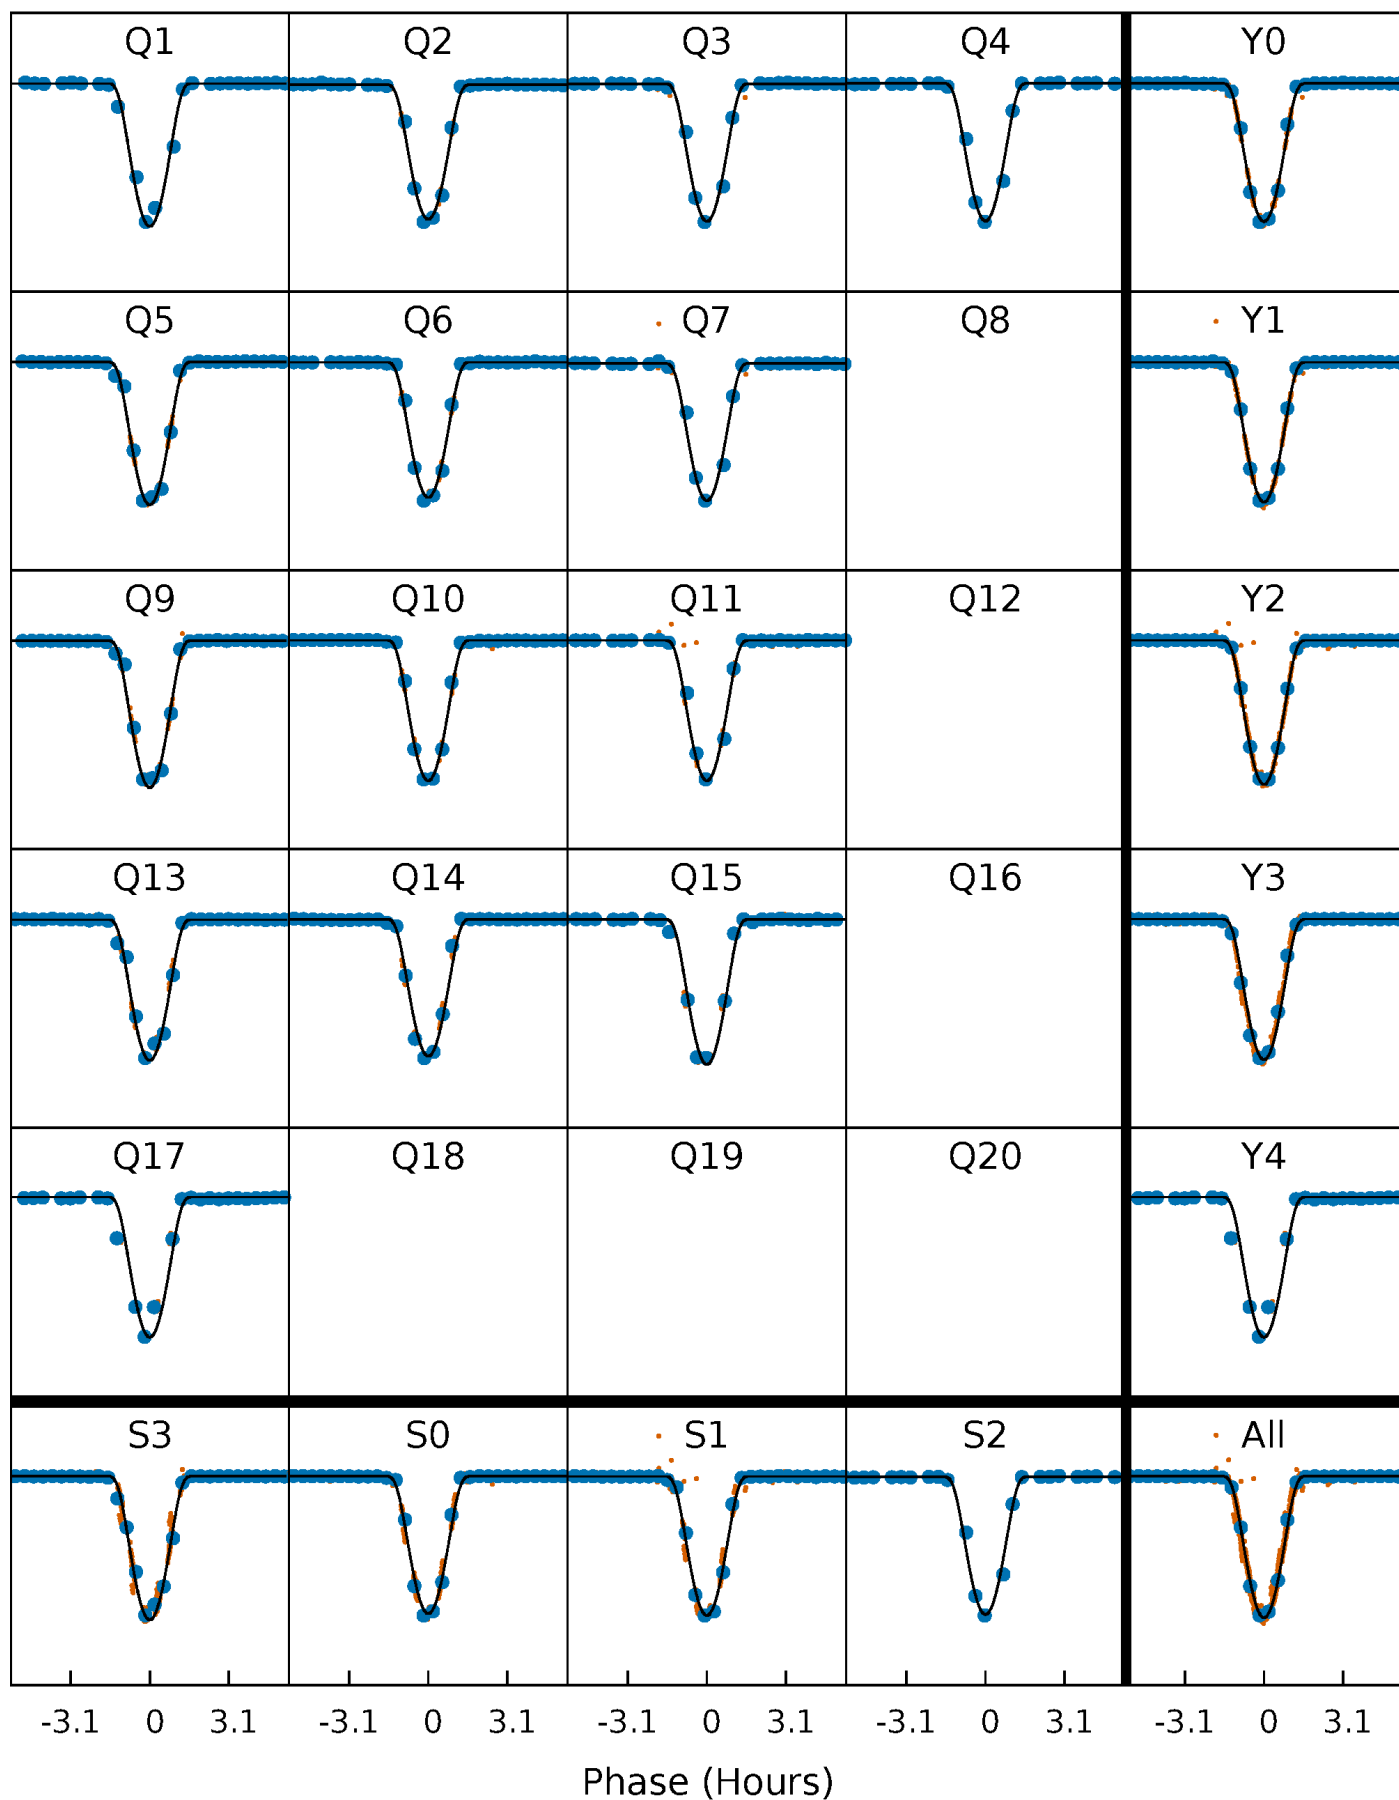 Q1 Q2 Q3 Q4 Y0
Q5 Q6 Q7 Q8 Y1
Q9 Q10 Q11 Q12 Y2
Q13 Q14 Q15 Q16 Y3
Q17 Q18 Q19 Q20 Y4
S3 S0 S1 S2 All
-3.1 0 3.1 -3.1 0 3.1 -3.1 0 3.1 -3.1 0 3.1 -3.1 0 3.1
Phase (Hours)